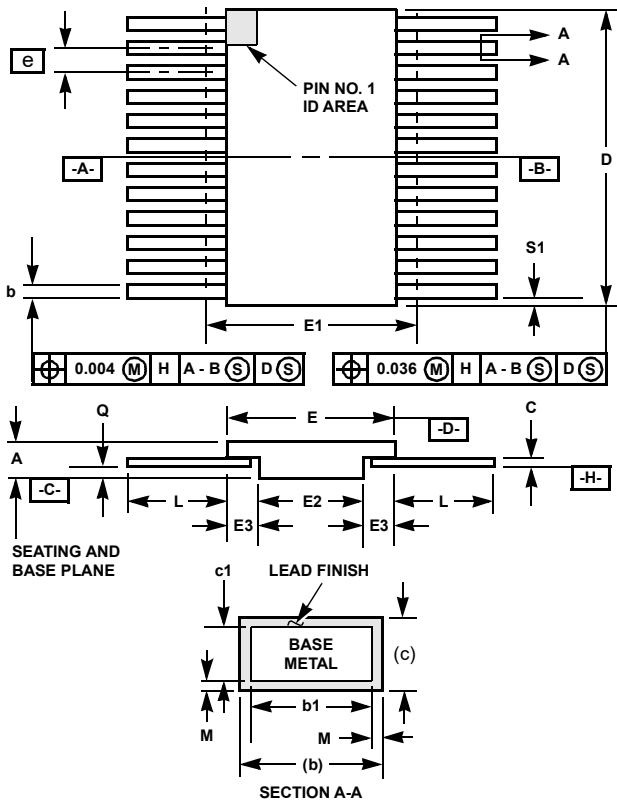 A
e
A
PIN NO. 1
ID AREA
-A-
-B-
D
S1
b
E1
⌖ 0.004 Ⓜ H A - B Ⓢ D Ⓢ
⌖ 0.036 Ⓜ H A - B Ⓢ D Ⓢ
Q
E
C
-D-
A
-C-
-H-
L
E2
L
E3
E3
SEATING AND
BASE PLANE
c1
LEAD FINISH
BASE
METAL
(c)
b1
M
M
(b)
SECTION A-A